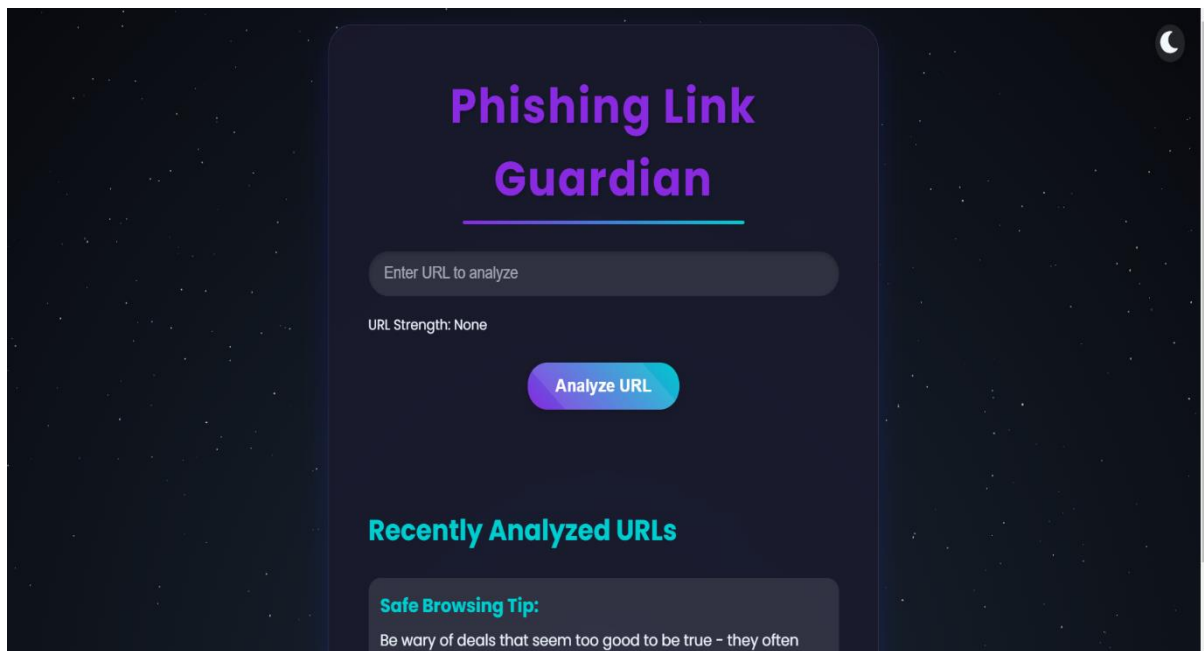 Phishing Link
Guardian
Enter URL to analyze
URL Strength: None
Analyze URL
Recently Analyzed URLs
Safe Browsing Tip:
Be wary of deals that seem too good to be true - they often